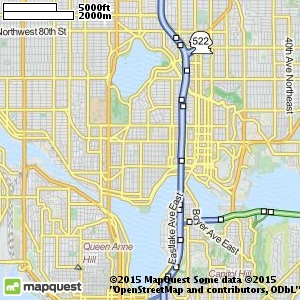 5000ft
2000m
522
Northwest 80th St
40th Ave Northeast
Eastlake Ave East
Boyer Ave East
Queen Anne
Hill
Capitol Hill
mapquest
©2015 MapQuest Some data ©2015
"OpenStreetMap and contributors, ODbL"